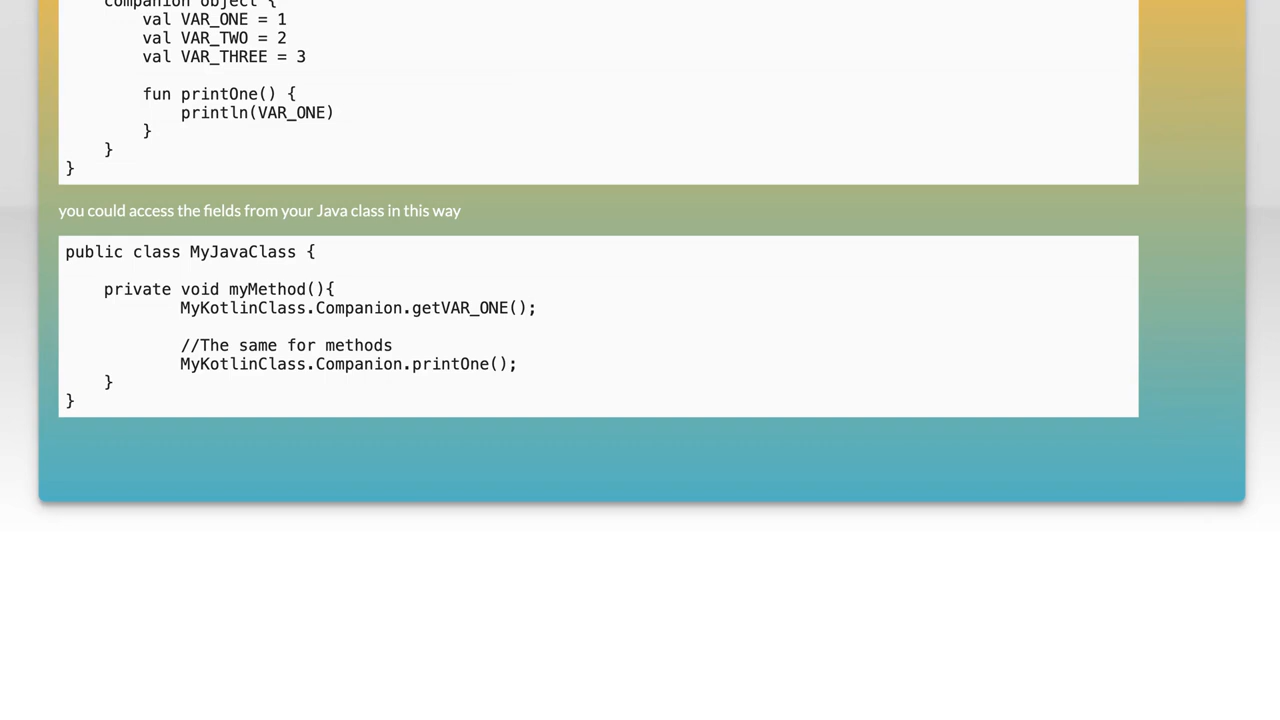 companion object {
val VAR_ONE = 1
val VAR_TWO = 2
val VAR_THREE = 3
fun printOne() {
println(VAR_ONE)
}
}
}
you could access the fields from your Java class in this way
public class MyJavaClass {
private void myMethod(){
MyKotlinClass.Companion.getVAR_ONE();
//The same for methods
MyKotlinClass.Companion.printOne();
}
}